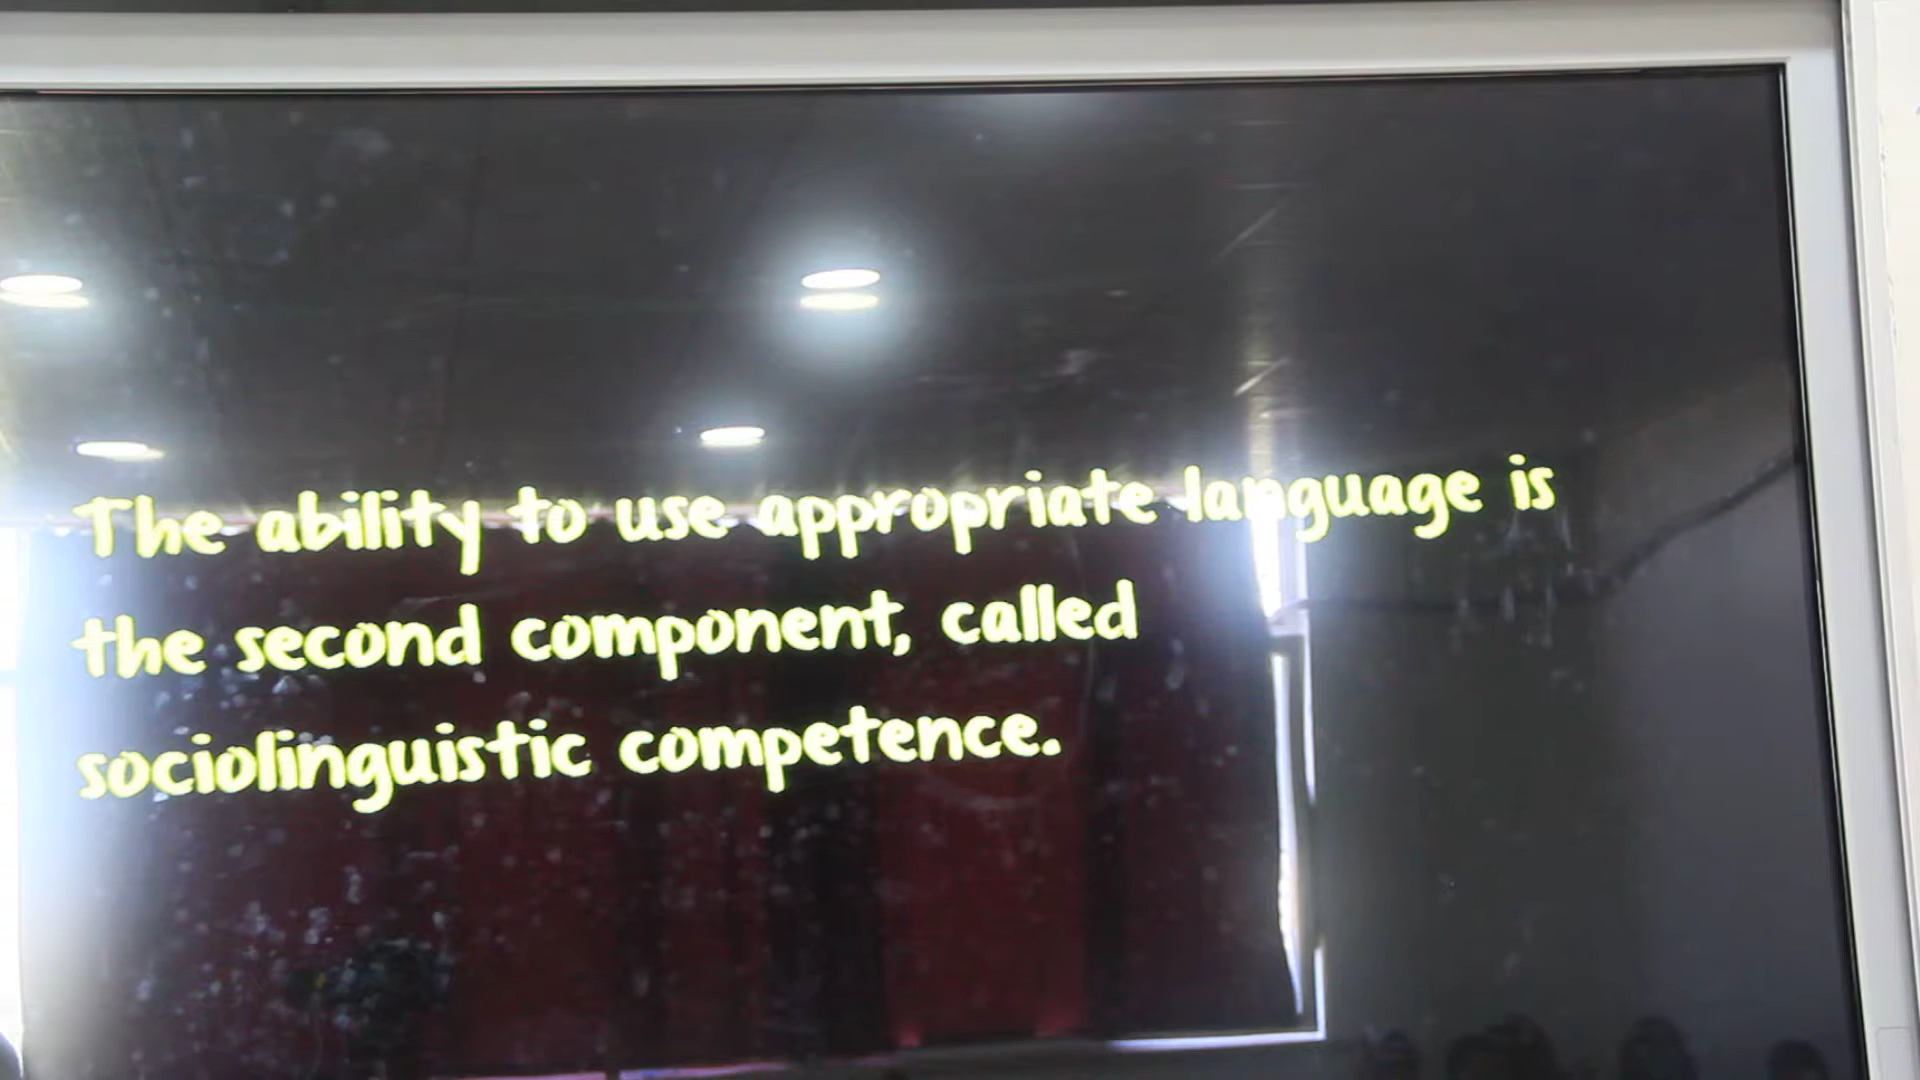 The ability to use appropriate language is
the second component, called
sociolinguistic competence.